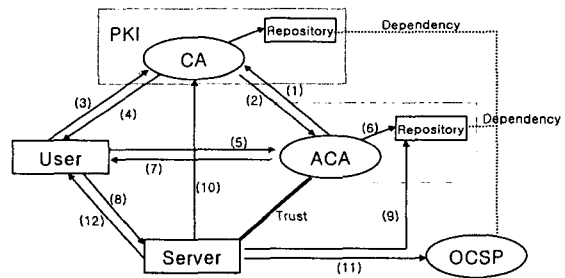 Dependency
Repository
PKI
CA
(1)
(3)
(2)
(4)
(6)
Repository
Dependency
(5)
User
ACA
(7)
(8)
(10)
Trust
(9)
(12)
Server
(11)
OCSP